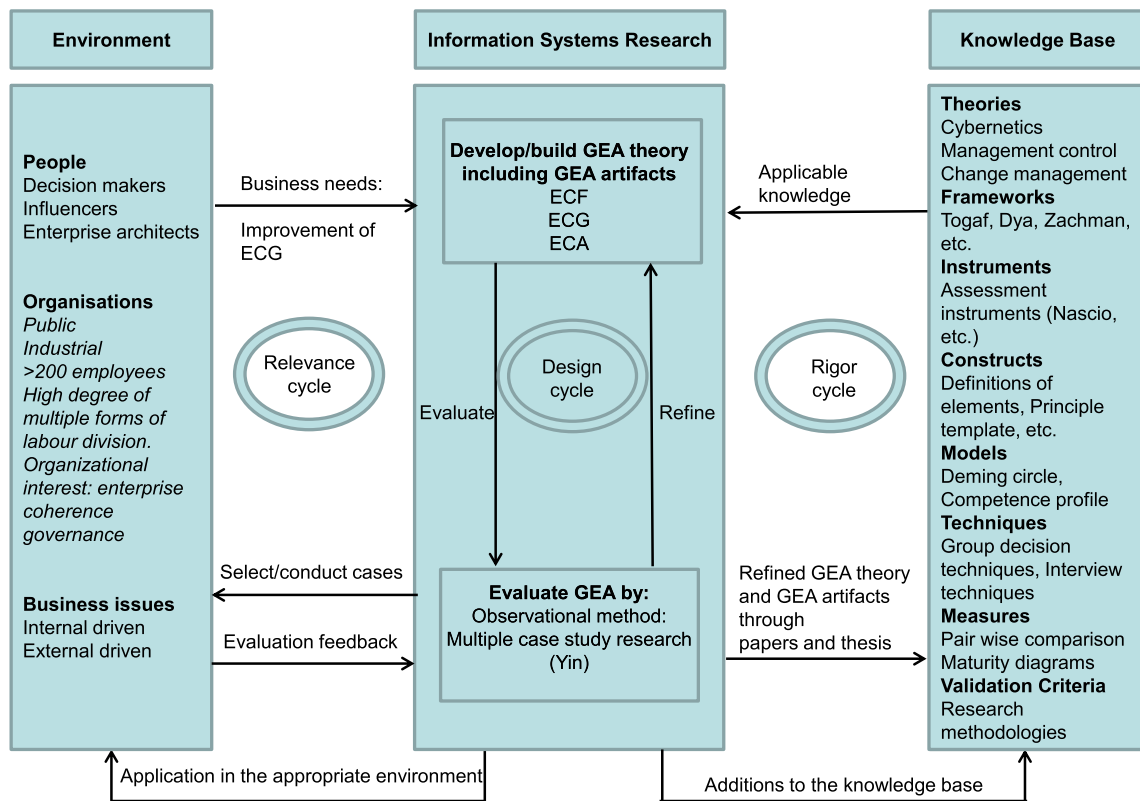 Environment
Information Systems Research
Knowledge Base
People
Decision makers
Influencers
Enterprise architects
Organisations
Public
Industrial
>200 employees
High degree of
multiple forms of
labour division.
Organizational
interest: enterprise
coherence
governance
Business issues
Internal driven
External driven
Business needs:
Improvement of
ECG
Relevance
cycle
Select/conduct cases
Evaluation feedback
Develop/build GEA theory
including GEA artifacts
ECF
ECG
ECA
Design
cycle
Evaluate
Refine
Evaluate GEA by:
Observational method:
Multiple case study research
(Yin)
Applicable
knowledge
Rigor
cycle
Refined GEA theory
and GEA artifacts
through
papers and thesis
Theories
Cybernetics
Management control
Change management
Frameworks
Togaf, Dya, Zachman,
etc.
Instruments
Assessment
instruments (Nascio,
etc.)
Constructs
Definitions of
elements, Principle
template, etc.
Models
Deming circle,
Competence profile
Techniques
Group decision
techniques, Interview
techniques
Measures
Pair wise comparison
Maturity diagrams
Validation Criteria
Research
methodologies
Application in the appropriate environment
Additions to the knowledge base